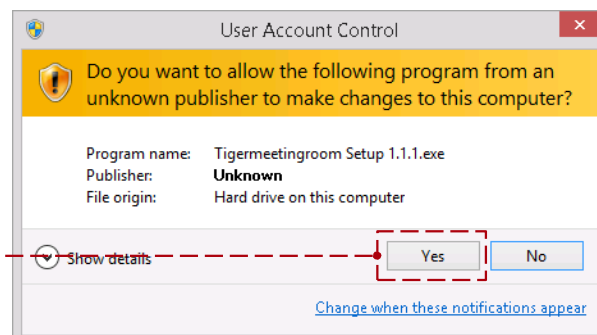 User Account Control
Do you want to allow the following program from an
unknown publisher to make changes to this computer?
Program name: Tigermeetingroom Setup 1.1.1.exe
Publisher: Unknown
File origin: Hard drive on this computer
Show details Yes No
Change when these notifications appear